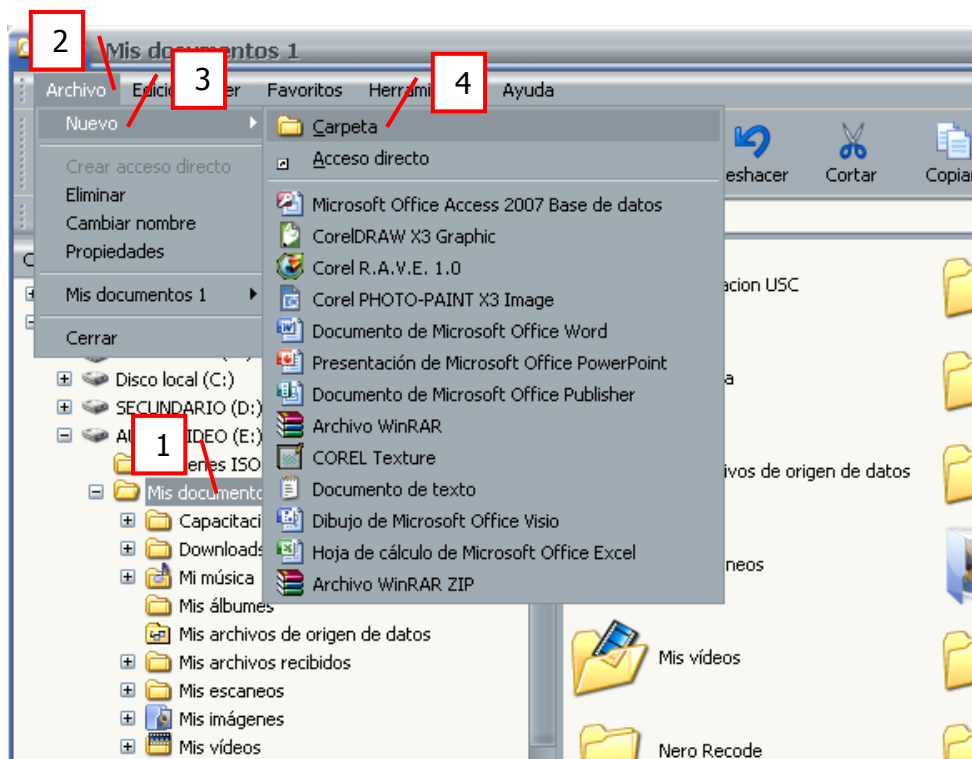 2
Mis documentos 1
3
4
Archivo Favoritos Ayuda
Nuevo
Crear acceso directo
Eliminar
Cambiar nombre
Propiedades
Mis documentos 1
Cerrar
Carpeta
Acceso directo
Microsoft Office Access 2007 Base de datos
CorelDRAW X3 Graphic
Corel R.A.V.E. 1.0
Corel PHOTO-PAINT X3 Image
Documento de Microsoft Office Word
Presentación de Microsoft Office PowerPoint
Documento de Microsoft Office Publisher
Archivo WinRAR
COREL Texture
Documento de texto
Dibujo de Microsoft Office Visio
Hoja de cálculo de Microsoft Office Excel
Archivo WinRAR ZIP
eshacer Cortar Copiar
Disco local (C:)
SECUNDARIO (D:)
1
IDEO (E:)
enes ISO
Mis documento
Capacitaci
Downloads
Mi música
Mis álbumes
Mis archivos de origen de datos
Mis archivos recibidos
Mis escaneos
Mis imágenes
Mis vídeos
acion USC
a
ivos de origen de datos
neos
Mis vídeos
Nero Recode